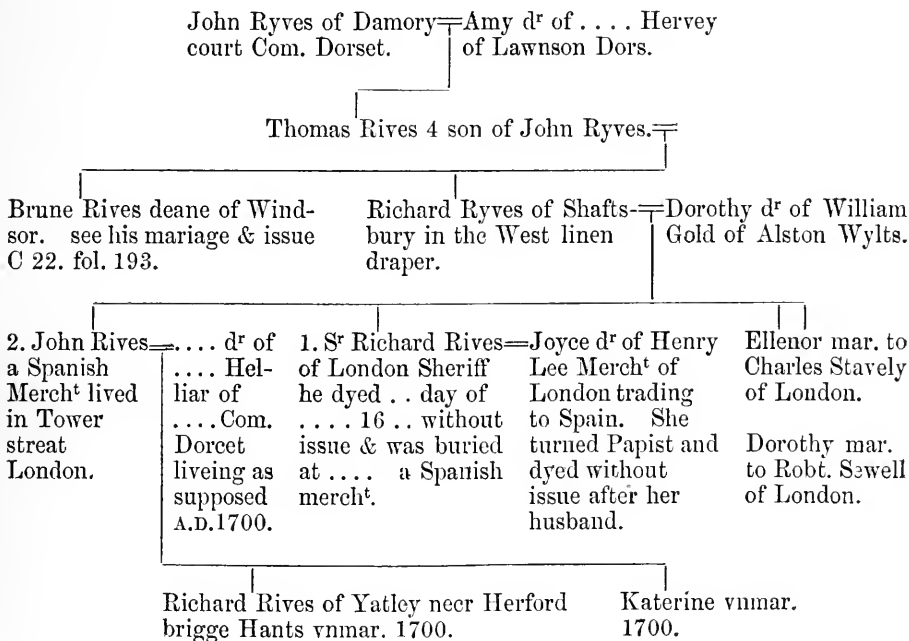 John Ryves of Damory
court Com. Dorset.
Amy dʳ of . . . . Hervey
of Lawnson Dors.
Thomas Rives 4 son of John Ryves.
Brune Rives deane of Wind-
sor. see his mariage & issue
C 22. fol. 193.
Richard Ryves of Shafts-
bury in the West linen
draper.
Dorothy dʳ of William
Gold of Alston Wylts.
2. John Rives
a Spanish
Merchᵗ lived
in Tower
streat
London.
.... dʳ of
.... Hel-
liar of
....Com.
Dorcet
liveing as
supposed
A.D.1700.
1. Sʳ Richard Rives
of London Sheriff
he dyed . . day of
.... 16 .. without
issue & was buried
at .... a Spanish
merchᵗ.
Joyce dʳ of Henry
Lee Merchᵗ of
London trading
to Spain. She
turned Papist and
dyed without
issue after her
husband.
Ellenor mar. to
Charles Stavely
of London.
Dorothy mar.
to Robt. Sewell
of London.
Richard Rives of Yatley neer Herford
brigge Hants vnmar. 1700.
Katerine vnmar.
1700.